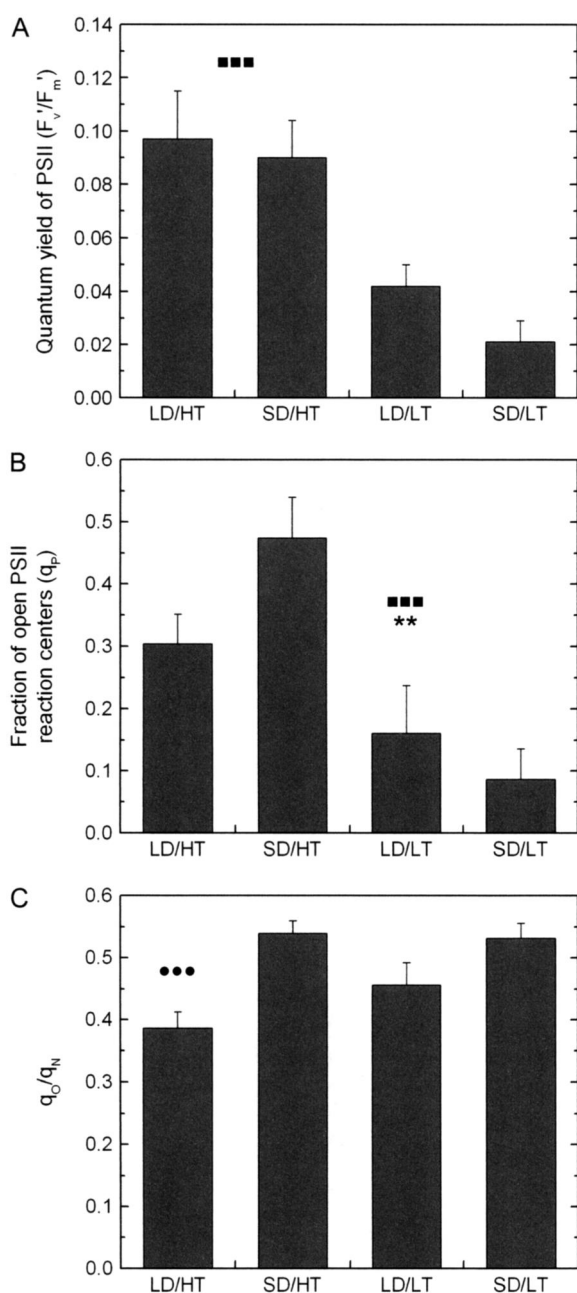 A
Quantum yield of PSII (Fv'/Fm')
0.14
0.12
0.10
0.08
0.06
0.04
0.02
0.00
LD/HT SD/HT LD/LT SD/LT
B
Fraction of open PSII
reaction centers (qP)
0.6
0.5
0.4
0.3
0.2
0.1
0.0
**
LD/HT SD/HT LD/LT SD/LT
C
qO/qN
0.6
0.5
0.4
0.3
0.2
0.1
0.0
LD/HT SD/HT LD/LT SD/LT